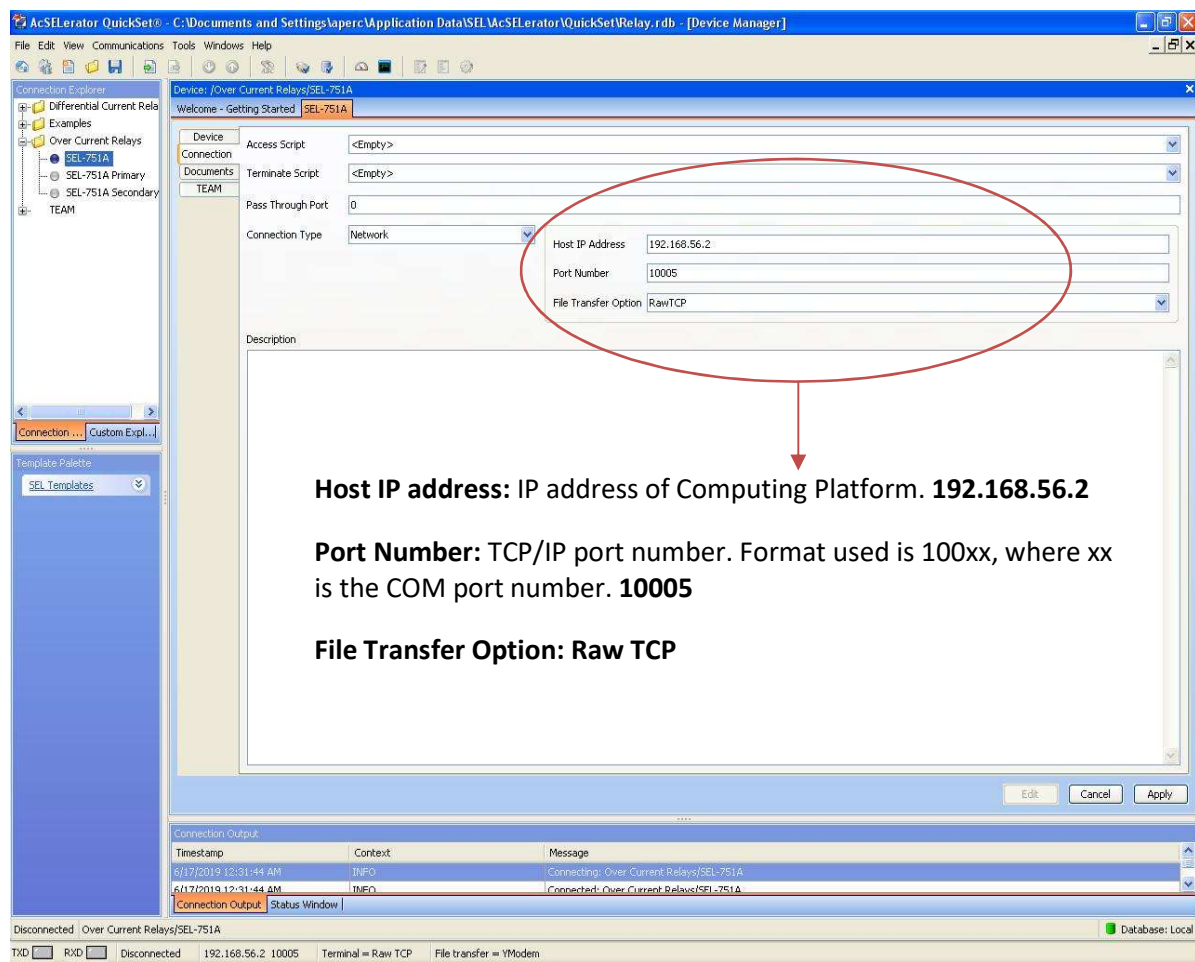 AcSELerator QuickSet® - C:\Documents and Settings\aperc\Application Data\SEL\AcSELerator\QuickSet\Relay.rdb - [Device Manager]
File Edit View Communications Tools Windows Help
Connection Explorer
Differential Current Rela
Examples
Over Current Relays
SEL-751A
SEL-751A Primary
SEL-751A Secondary
TEAM
Connection ... Custom Expl...
Template Palette
SEL Templates
Device: /Over Current Relays/SEL-751A
Welcome - Getting Started SEL-751A
Device
Connection
Documents
TEAM
Access Script <Empty>
Terminate Script <Empty>
Pass Through Port 0
Connection Type Network
Host IP Address 192.168.56.2
Port Number 10005
File Transfer Option RawTCP
Description
Host IP address: IP address of Computing Platform. 192.168.56.2
Port Number: TCP/IP port number. Format used is 100xx, where xx
is the COM port number. 10005
File Transfer Option: Raw TCP
Edit Cancel Apply
Connection Output
Timestamp Context Message
6/17/2019 12:31:44 AM INFO Connecting: Over Current Relays/SEL-751A
6/17/2019 12:31:44 AM INFO Connected: Over Current Relays/SEL-751A
Connection Output Status Window
Disconnected Over Current Relays/SEL-751A Database: Local
TXD RXD Disconnected 192.168.56.2 10005 Terminal = Raw TCP File transfer = YModem